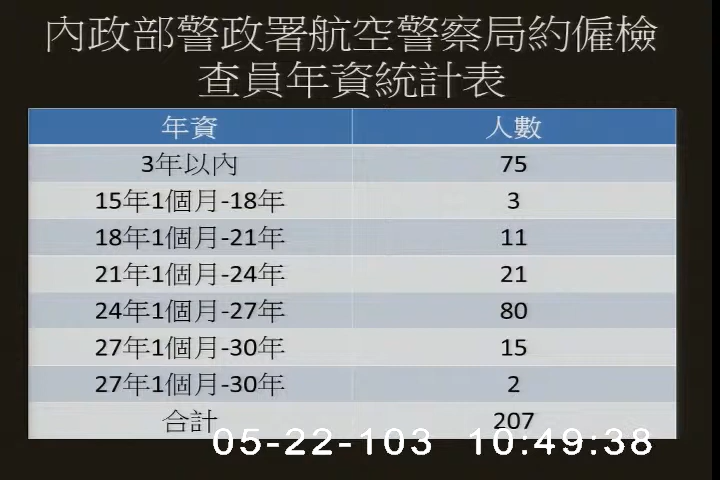 內政部警政署航空警察局約僱檢
查員年資統計表
年資 人數
3年以內 75
15年1個月-18年 3
18年1個月-21年 11
21年1個月-24年 21
24年1個月-27年 80
27年1個月-30年 15
27年1個月-30年 2
合計 207
05-22-103 10:49:38